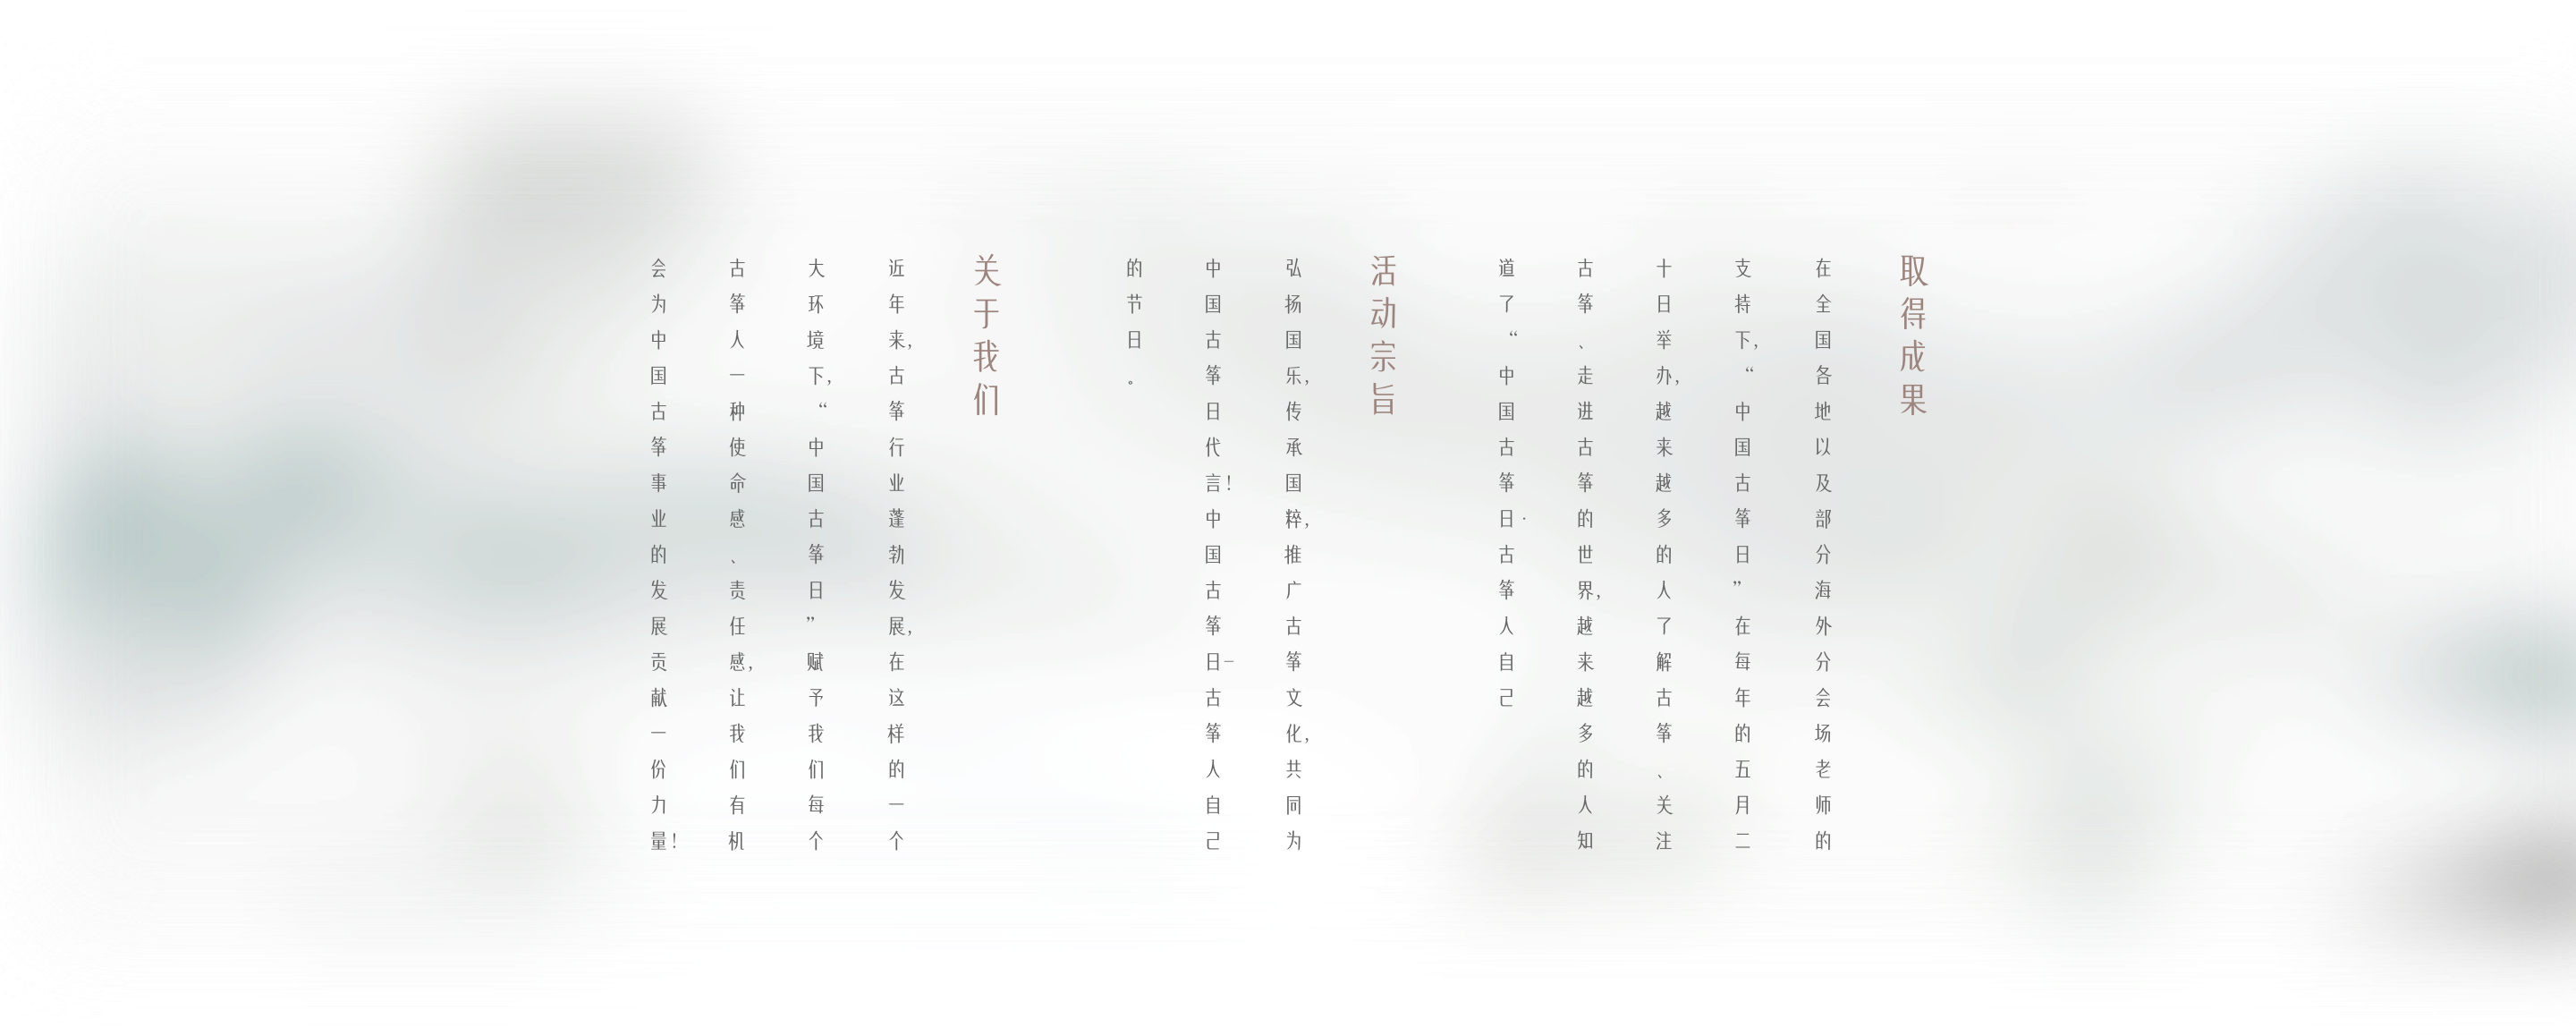 取得成果
在全国各地以及部分海外分会场老师的
支持下，“中国古筝日”在每年的五月二
十日举办，越来越多的人了解古筝、关注
古筝、走进古筝的世界，越来越多的人知
道了“中国古筝日·古筝人自己
活动宗旨
弘扬国乐，传承国粹，推广古筝文化，共同为
中国古筝日代言！中国古筝日—古筝人自己
的节日。
关于我们
近年来，古筝行业蓬勃发展，在这样的一个
大环境下，“中国古筝日”赋予我们每个
古筝人一种使命感、责任感，让我们有机
会为中国古筝事业的发展贡献一份力量！